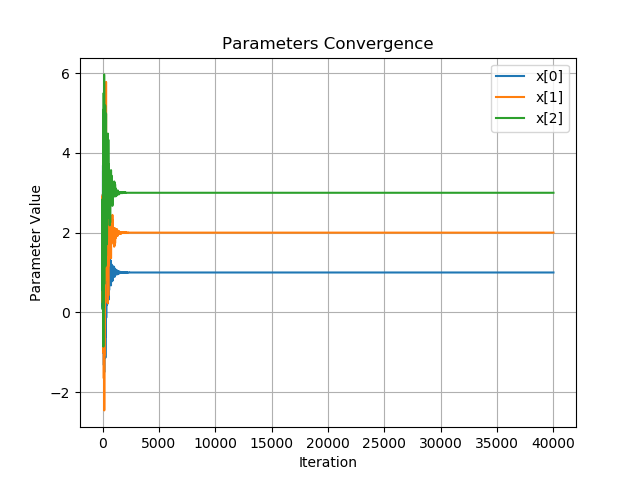 Parameters Convergence
x[0]
x[1]
x[2]
6
4
2
0
−2
Parameter Value
0 5000 10000 15000 20000 25000 30000 35000 40000
Iteration